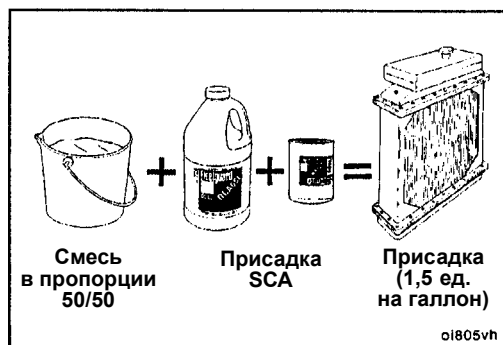 Смесь
в пропорции
50/50
Присадка
SCA
Присадка
(1,5 ед.
на галлон)
oi805vh